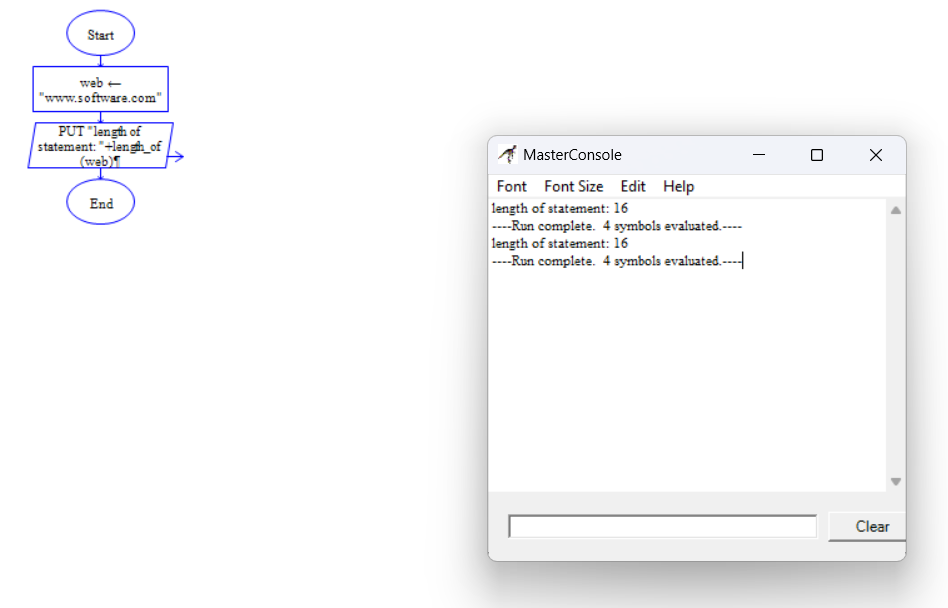 Start
web ←
"www.software.com"
PUT "length of
statement: "+length_of
(web)¶
End
MasterConsole
Font Font Size Edit Help
length of statement: 16
----Run complete.  4 symbols evaluated.----
length of statement: 16
----Run complete.  4 symbols evaluated.----
Clear